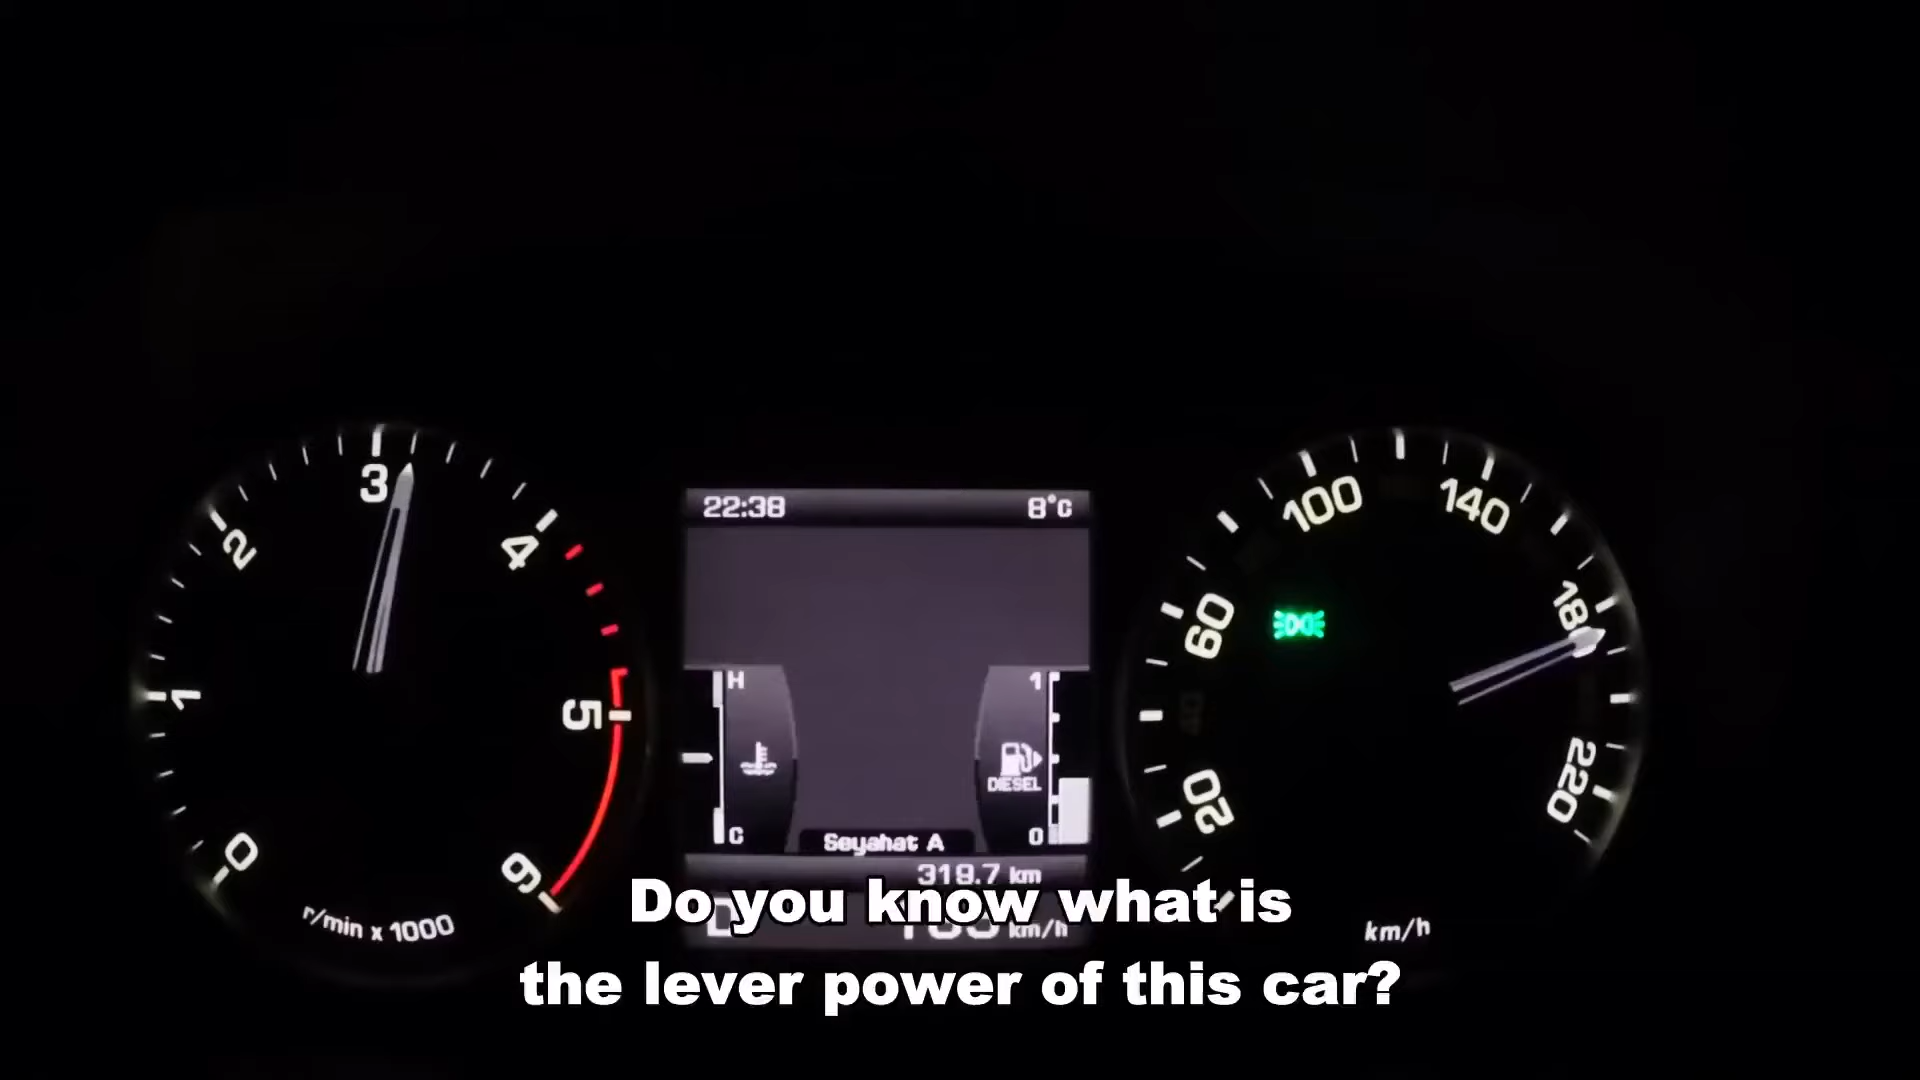 22:38
8°C
3
4
2
1
5
0
6
r/min x 1000
H
C
1
DIESEL
0
Seyahat A
319.7 km
D
km/h
100
140
60
180
20
220
km/h
Do you know what is
the lever power of this car?